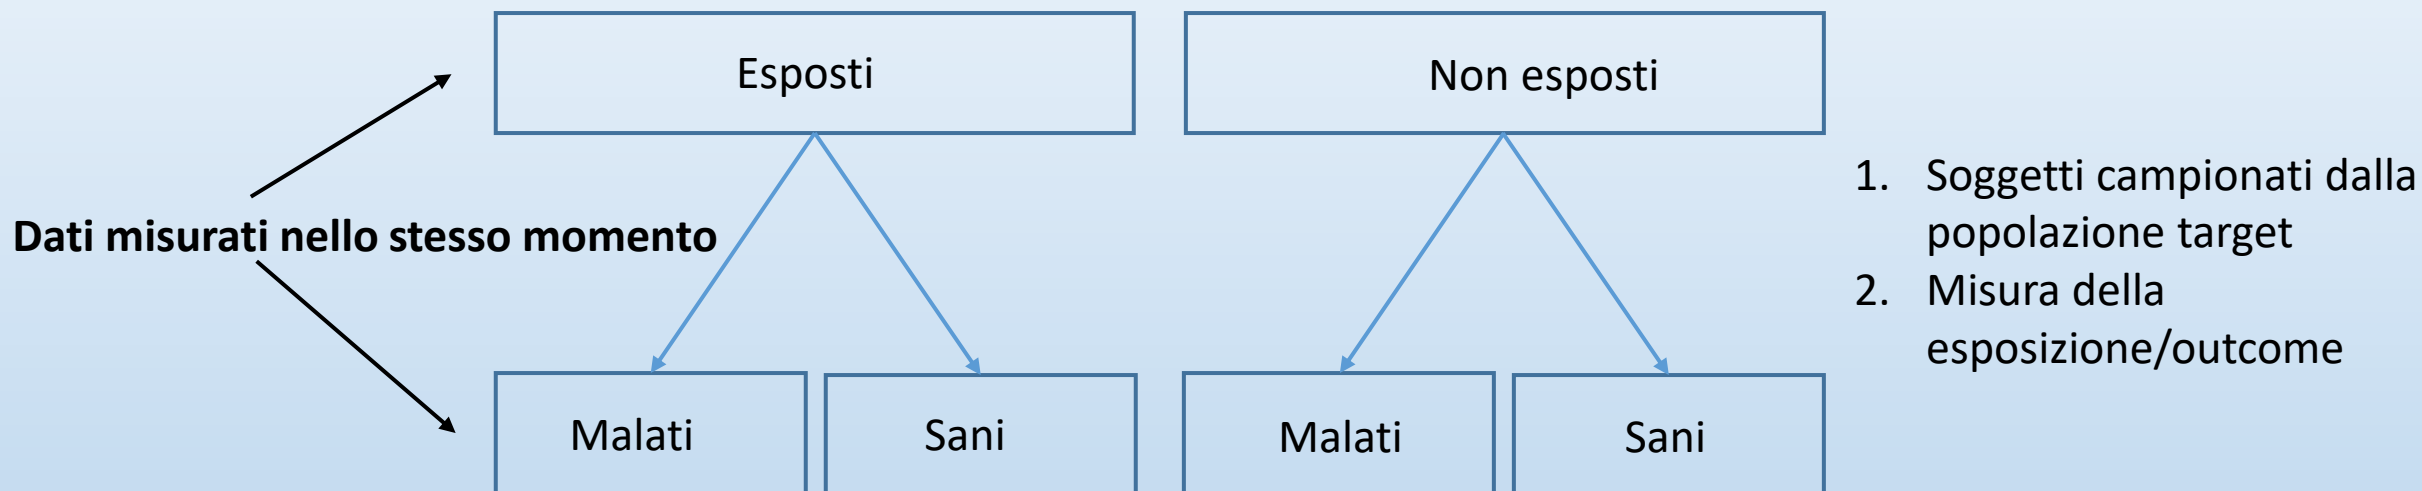 Esposti
Non esposti
Dati misurati nello stesso momento
1. Soggetti campionati dalla
popolazione target
2. Misura della
esposizione/outcome
Malati
Sani
Malati
Sani